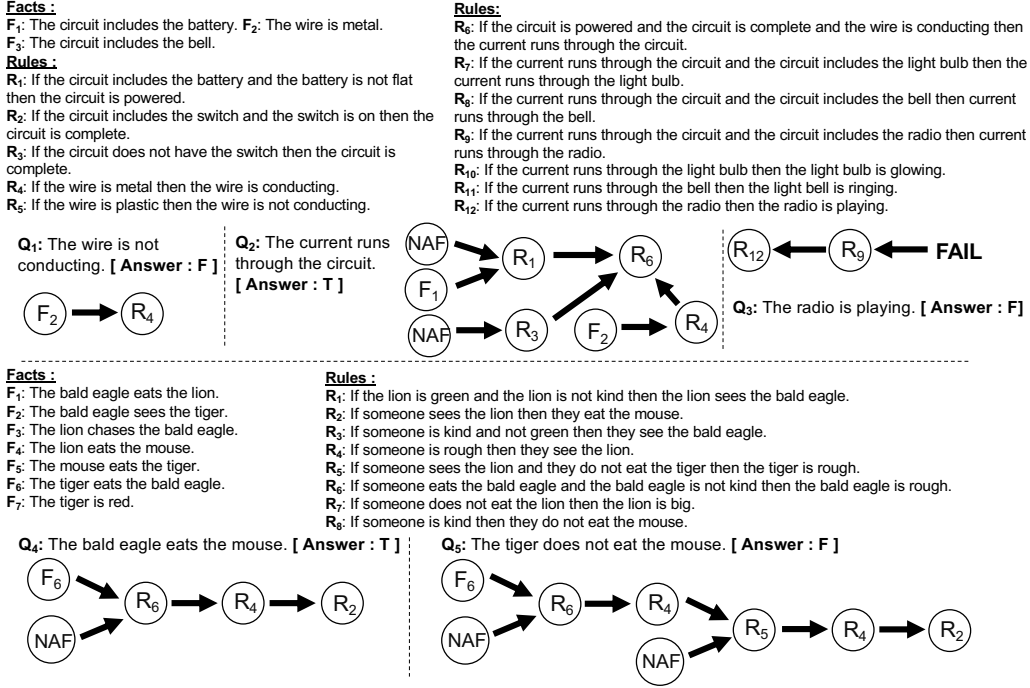 Facts :
F1: The circuit includes the battery. F2: The wire is metal.
F3: The circuit includes the bell.
Rules :
R1: If the circuit includes the battery and the battery is not flat
then the circuit is powered.
R2: If the circuit includes the switch and the switch is on then the
circuit is complete.
R3: If the circuit does not have the switch then the circuit is
complete.
R4: If the wire is metal then the wire is conducting.
R5: If the wire is plastic then the wire is not conducting.
Rules:
R6: If the circuit is powered and the circuit is complete and the wire is conducting then
the current runs through the circuit.
R7: If the current runs through the circuit and the circuit includes the light bulb then the
current runs through the light bulb.
R8: If the current runs through the circuit and the circuit includes the bell then current
runs through the bell.
R9: If the current runs through the circuit and the circuit includes the radio then current
runs through the radio.
R10: If the current runs through the light bulb then the light bulb is glowing.
R11: If the current runs through the bell then the light bell is ringing.
R12: If the current runs through the radio then the radio is playing.
Q1: The wire is not
conducting. [ Answer : F ]
F2
R4
Q2: The current runs
through the circuit.
[ Answer : T ]
NAF
F1
R1
R6
NAF
R3
F2
R4
R12
R9
FAIL
Q3: The radio is playing. [ Answer : F]
Facts :
F1: The bald eagle eats the lion.
F2: The bald eagle sees the tiger.
F3: The lion chases the bald eagle.
F4: The lion eats the mouse.
F5: The mouse eats the tiger.
F6: The tiger eats the bald eagle.
F7: The tiger is red.
Rules :
R1: If the lion is green and the lion is not kind then the lion sees the bald eagle.
R2: If someone sees the lion then they eat the mouse.
R3: If someone is kind and not green then they see the bald eagle.
R4: If someone is rough then they see the lion.
R5: If someone sees the lion and they do not eat the tiger then the tiger is rough.
R6: If someone eats the bald eagle and the bald eagle is not kind then the bald eagle is rough.
R7: If someone does not eat the lion then the lion is big.
R8: If someone is kind then they do not eat the mouse.
Q4: The bald eagle eats the mouse. [ Answer : T ]
F6
NAF
R6
R4
R2
Q5: The tiger does not eat the mouse. [ Answer : F ]
F6
NAF
R6
R4
NAF
R5
R4
R2